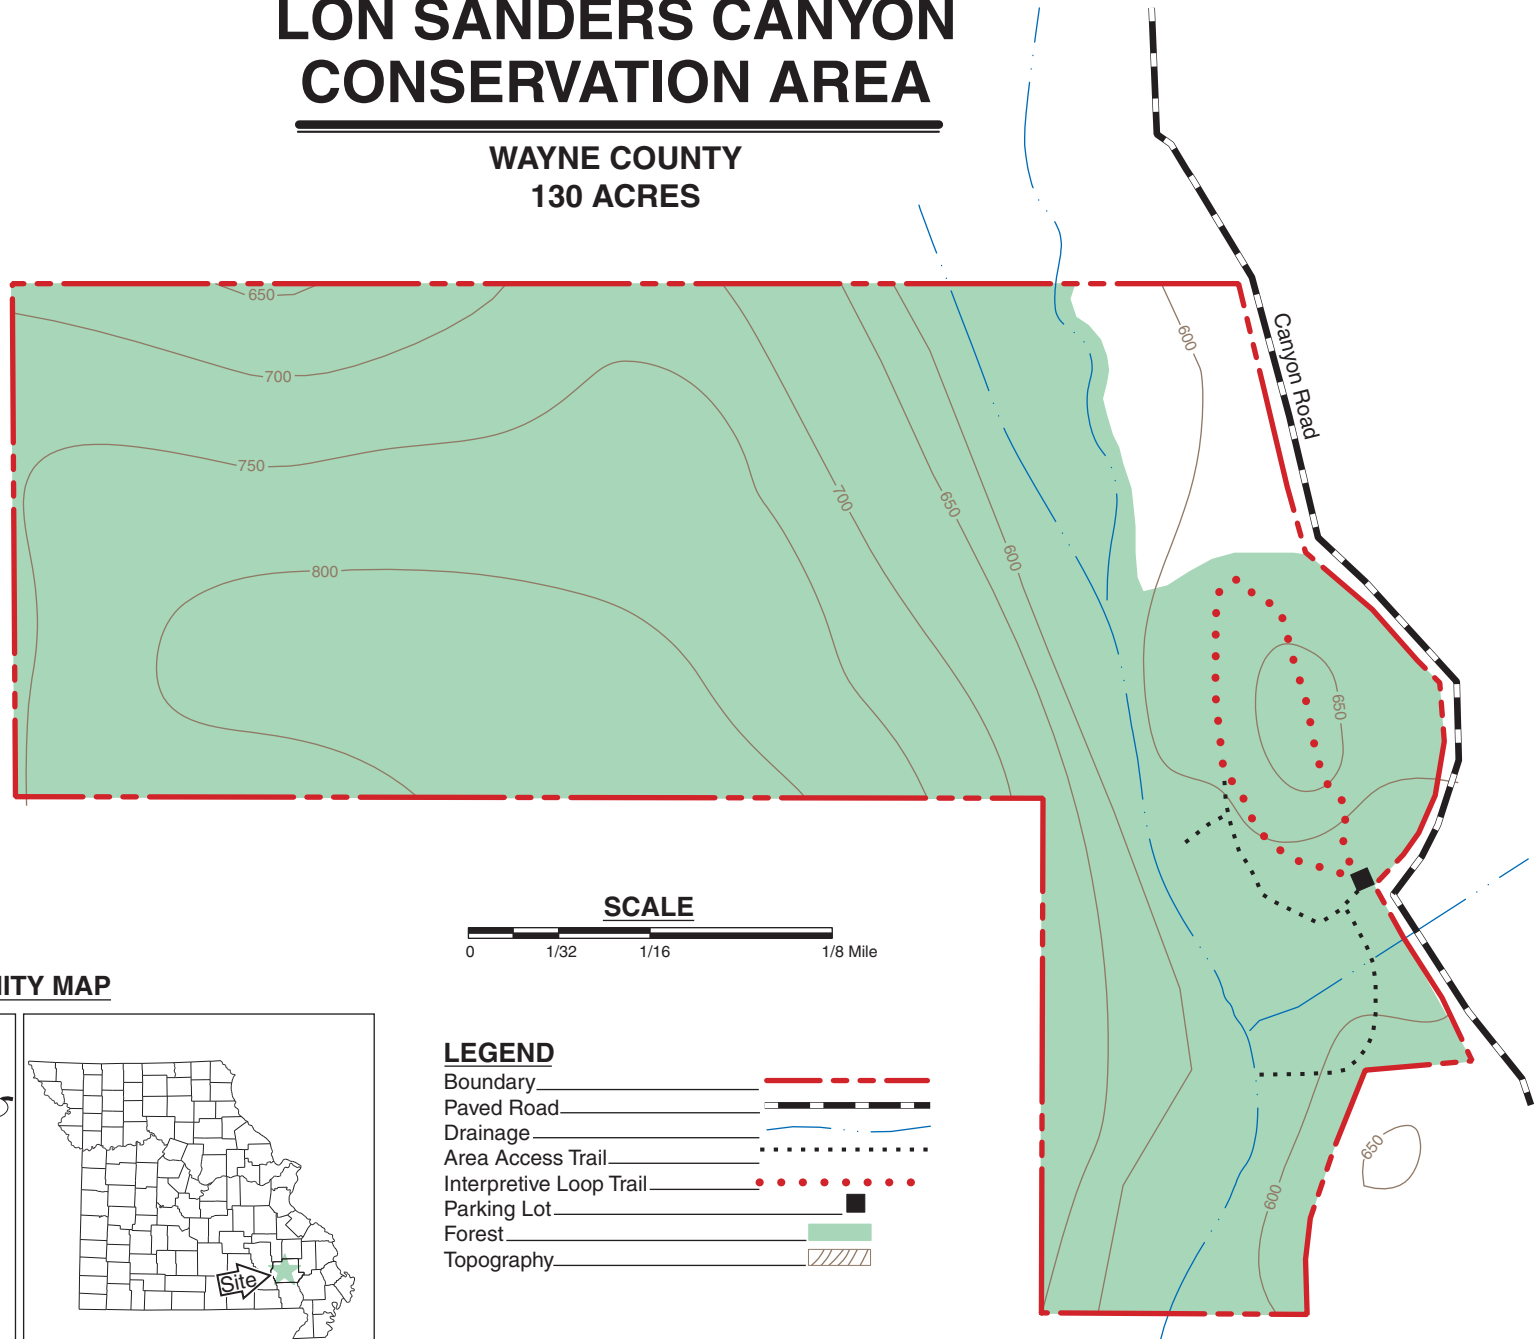 LON SANDERS CANYON
CONSERVATION AREA
WAYNE COUNTY
130 ACRES
650
700
750
800
700
650
600
600
Canyon Road
650
650
600
SCALE
0 1/32 1/16 1/8 Mile
ITY MAP
Site
LEGEND
Boundary
Paved Road
Drainage
Area Access Trail
Interpretive Loop Trail
Parking Lot
Forest
Topography